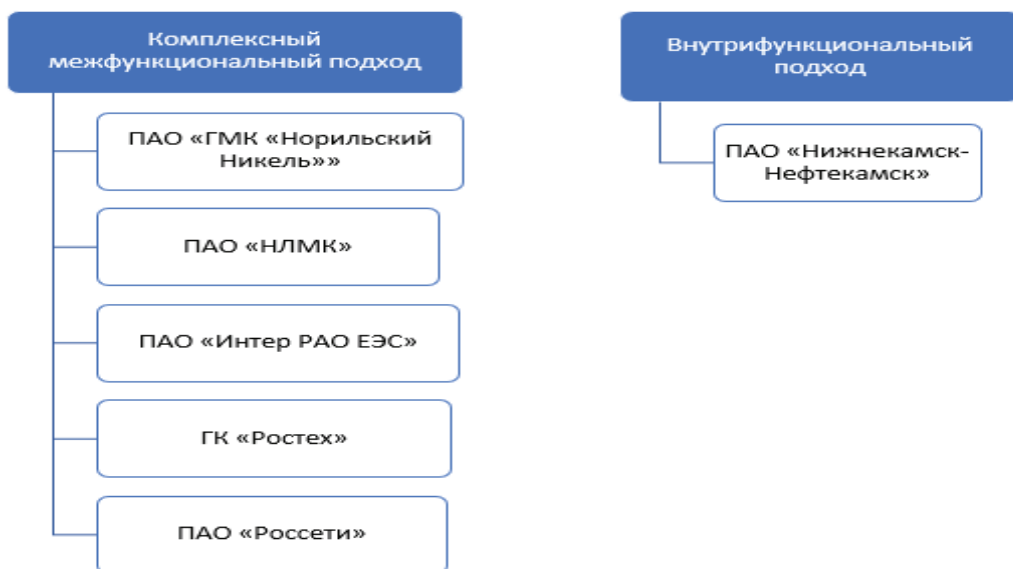 Комплексный
межфункциональный подход
ПАО «ГМК «Норильский
Никель»»
ПАО «НЛМК»
ПАО «Интер РАО ЕЭС»
ГК «Ростех»
ПАО «Россети»
Внутрифункциональный
подход
ПАО «Нижнекамск-
Нефтекамск»